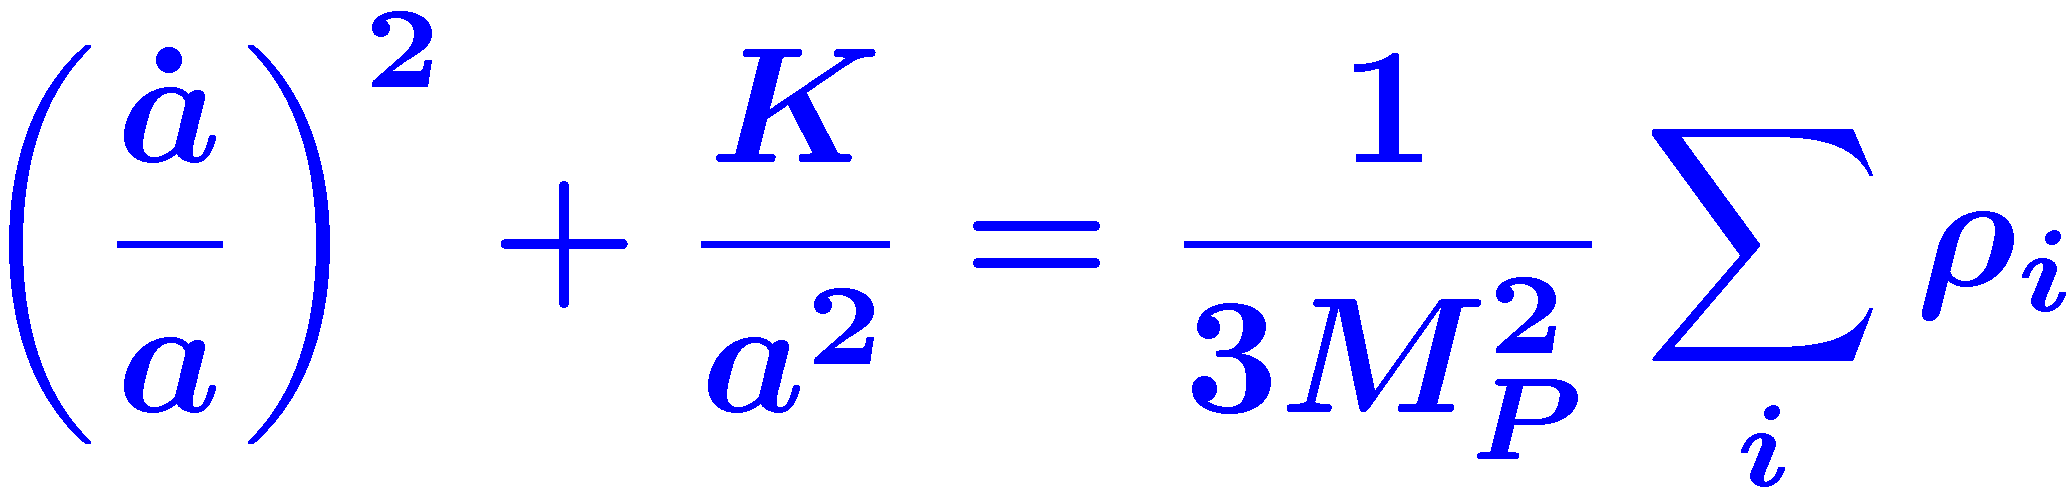 (ȧ/a)² + K/a² = 1/(3M_P²) ∑_i ρ_i